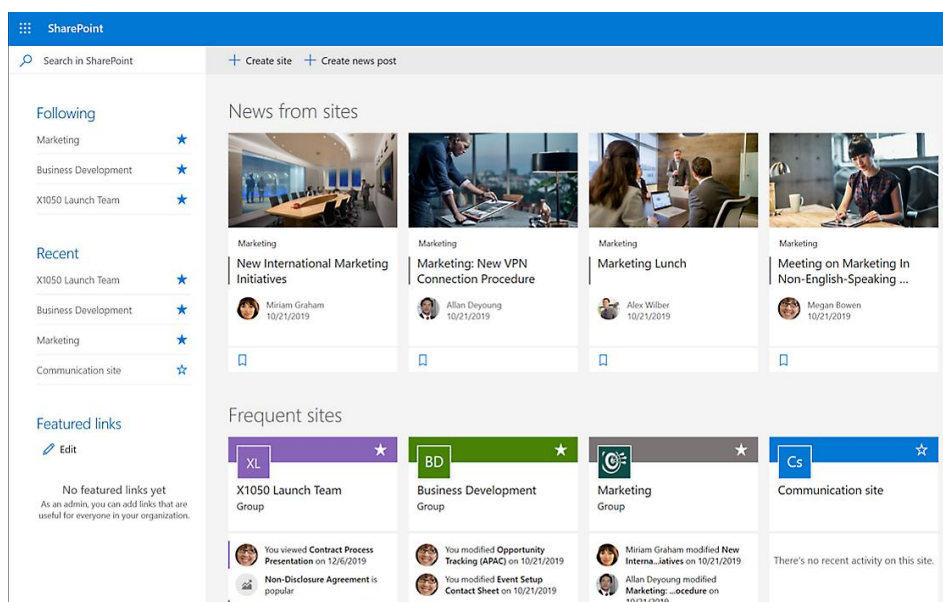 SharePoint
Search in SharePoint
Create site
Create news post
Following
Marketing
Business Development
X1050 Launch Team
Recent
X1050 Launch Team
Business Development
Marketing
Communication site
Featured links
Edit
No featured links yet
As an admin, you can add links that are
useful for everyone in your organization.
News from sites
Marketing
New International Marketing
Initiatives
Miriam Graham
10/21/2019
Marketing
Marketing: New VPN
Connection Procedure
Allan Deyoung
10/21/2019
Marketing
Marketing Lunch
Alex Wilber
10/21/2019
Marketing
Meeting on Marketing In
Non-English-Speaking ...
Megan Bowen
10/21/2019
Frequent sites
XL
X1050 Launch Team
Group
You viewed Contract Process
Presentation on 12/6/2019
Non-Disclosure Agreement is
popular
BD
Business Development
Group
You modified Opportunity
Tracking (APAC) on 10/21/2019
You modified Event Setup
Contact Sheet on 10/21/2019
Marketing
Group
Miriam Graham modified New
Interna...iatives on 10/21/2019
Allan Deyoung modified
Marketing: ...ocedure on
10/21/2019
Cs
Communication site
There's no recent activity on this site.